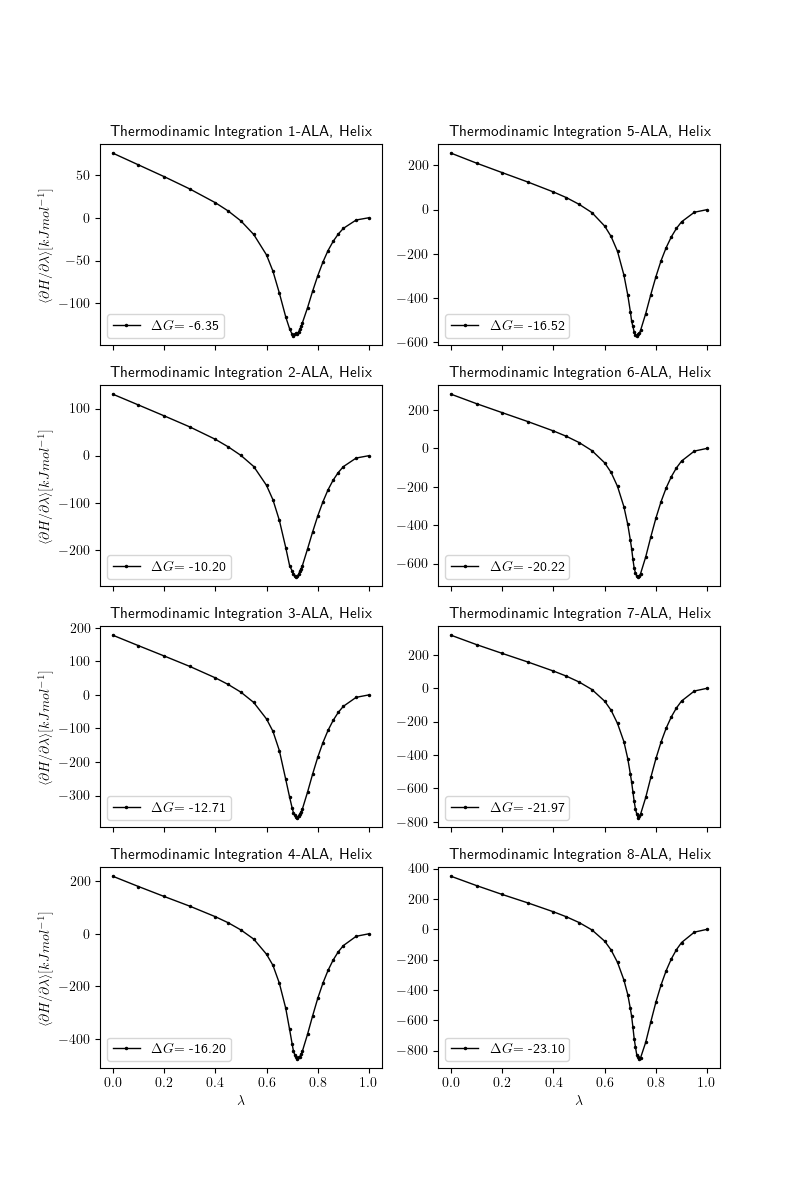 Thermodinamic Integration 1-ALA, Helix
50
0
−50
−100
⟨∂H/∂λ⟩[kJmol⁻¹]
ΔG= -6.35
Thermodinamic Integration 5-ALA, Helix
200
0
−200
−400
−600
ΔG= -16.52
Thermodinamic Integration 2-ALA, Helix
100
0
−100
−200
⟨∂H/∂λ⟩[kJmol⁻¹]
ΔG= -10.20
Thermodinamic Integration 6-ALA, Helix
200
0
−200
−400
−600
ΔG= -20.22
Thermodinamic Integration 3-ALA, Helix
200
100
0
−100
−200
−300
⟨∂H/∂λ⟩[kJmol⁻¹]
ΔG= -12.71
Thermodinamic Integration 7-ALA, Helix
200
0
−200
−400
−600
−800
ΔG= -21.97
Thermodinamic Integration 4-ALA, Helix
200
0
−200
−400
⟨∂H/∂λ⟩[kJmol⁻¹]
ΔG= -16.20
0.0 0.2 0.4 0.6 0.8 1.0
λ
Thermodinamic Integration 8-ALA, Helix
400
200
0
−200
−400
−600
−800
ΔG= -23.10
0.0 0.2 0.4 0.6 0.8 1.0
λ